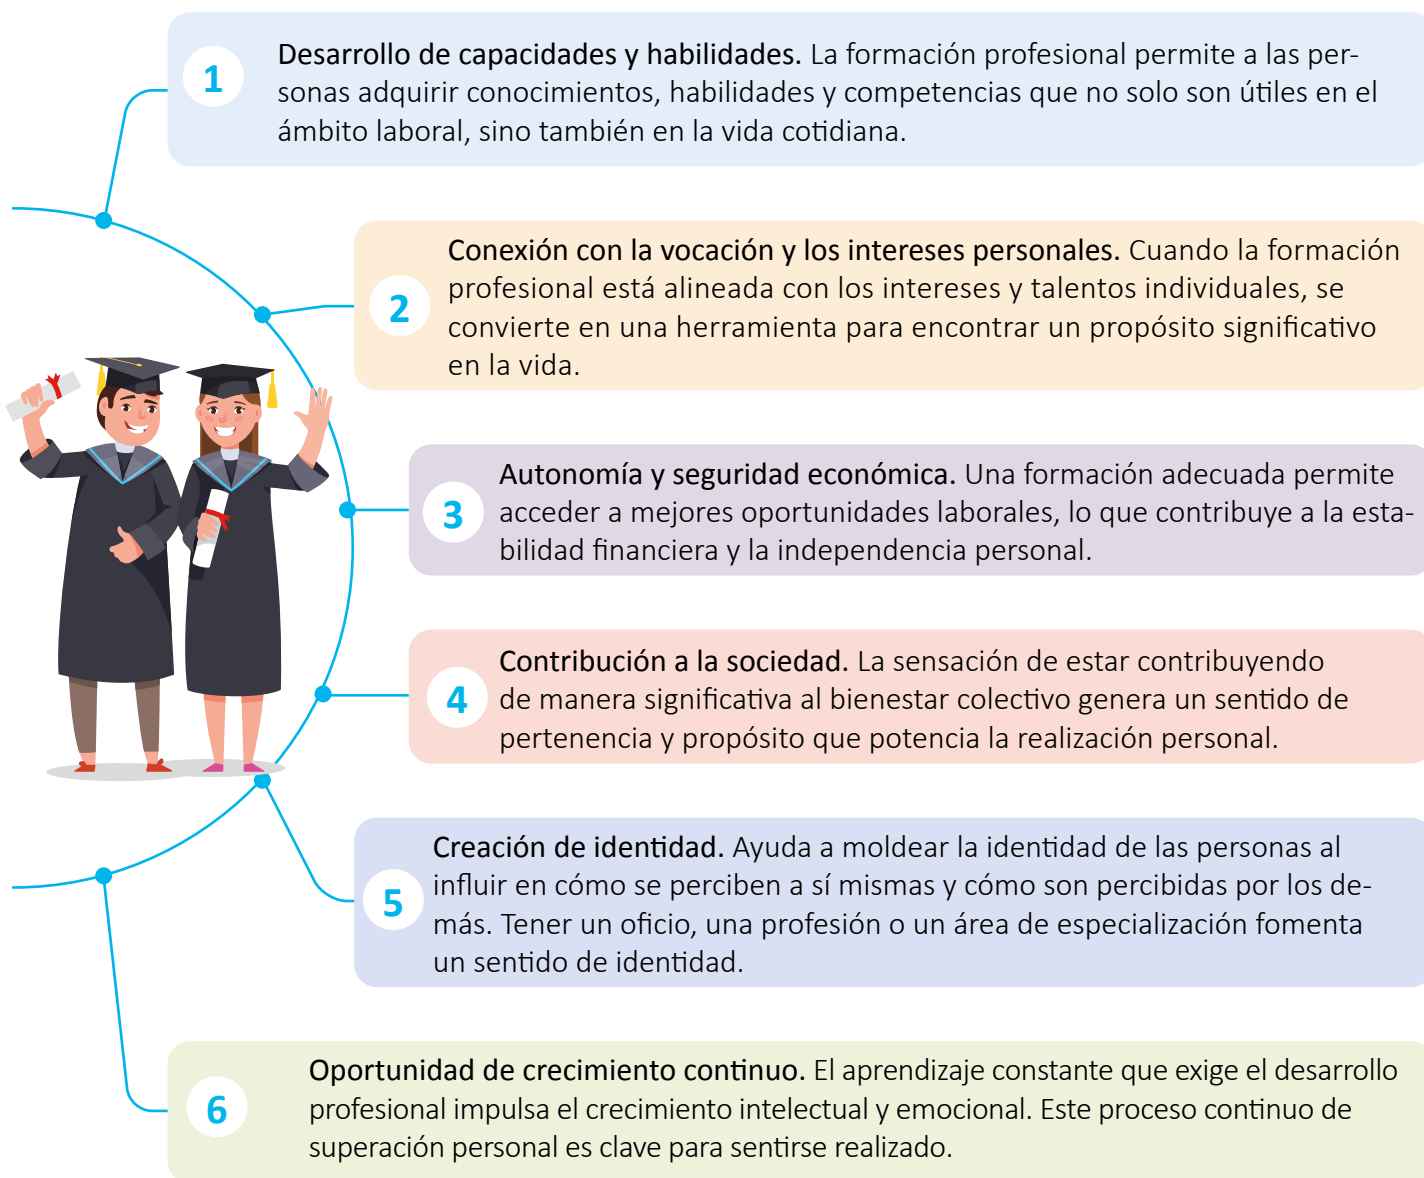 1
Desarrollo de capacidades y habilidades. La formación profesional permite a las per-
sonas adquirir conocimientos, habilidades y competencias que no solo son útiles en el
ámbito laboral, sino también en la vida cotidiana.
2
Conexión con la vocación y los intereses personales. Cuando la formación
profesional está alineada con los intereses y talentos individuales, se
convierte en una herramienta para encontrar un propósito significativo
en la vida.
3
Autonomía y seguridad económica. Una formación adecuada permite
acceder a mejores oportunidades laborales, lo que contribuye a la esta-
bilidad financiera y la independencia personal.
4
Contribución a la sociedad. La sensación de estar contribuyendo
de manera significativa al bienestar colectivo genera un sentido de
pertenencia y propósito que potencia la realización personal.
5
Creación de identidad. Ayuda a moldear la identidad de las personas al
influir en cómo se perciben a sí mismas y cómo son percibidas por los de-
más. Tener un oficio, una profesión o un área de especialización fomenta
un sentido de identidad.
6
Oportunidad de crecimiento continuo. El aprendizaje constante que exige el desarrollo
profesional impulsa el crecimiento intelectual y emocional. Este proceso continuo de
superación personal es clave para sentirse realizado.